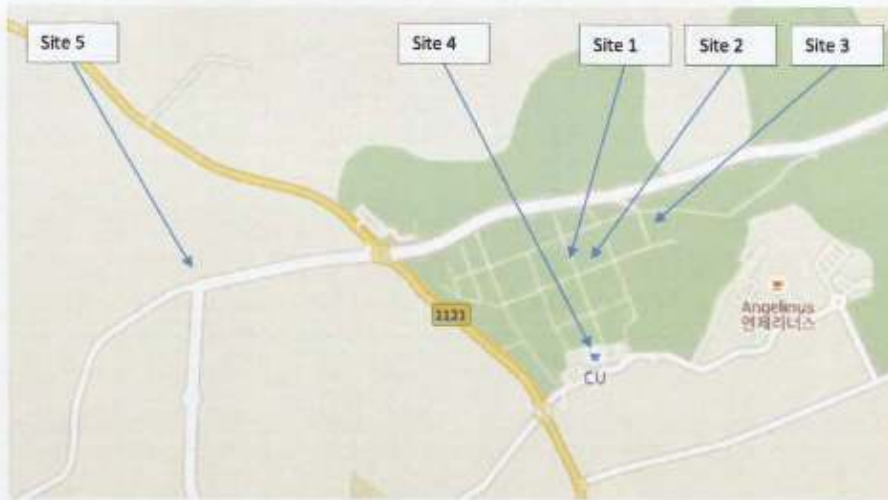 Site 5
Site 4
Site 1
Site 2
Site 3
1121
Angelinus
엔제리너스
CU